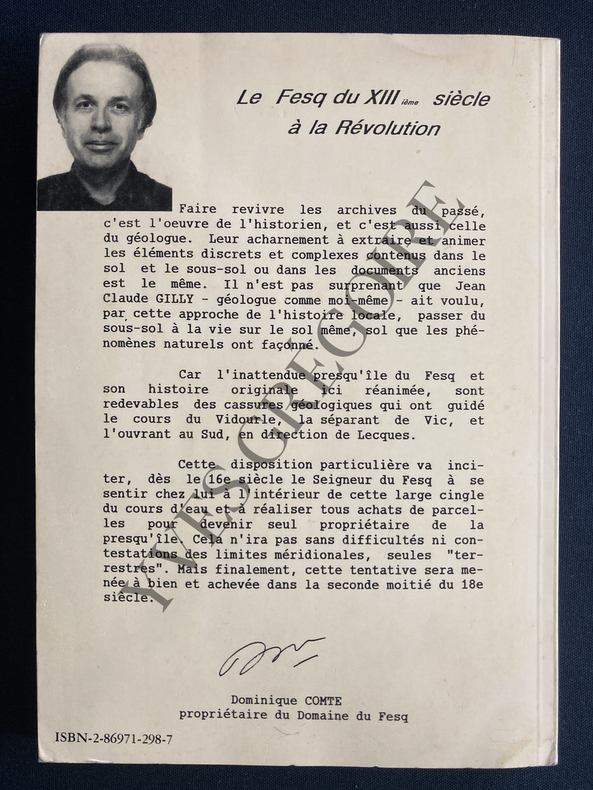 Le Fesq du XIII ième siècle
à la Révolution
Faire revivre les archives du passé,
c'est l'oeuvre de l'historien, et c'est aussi celle
du géologue. Leur acharnement à extraire et animer
les éléments discrets et complexes contenus dans le
sol et le sous-sol ou dans les documents anciens
est le même. Il n'est pas surprenant que Jean
Claude GILLY - géologue comme moi-même - ait voulu,
par cette approche de l'histoire locale, passer du
sous-sol à la vie sur le sol même, sol que les phé-
nomènes naturels ont façonné.
Car l'inattendue presqu'île du Fesq et
son histoire originale ici réanimée, sont
redevables des cassures géologiques qui ont guidé
le cours du Vidourle, la séparant de Vic, et
l'ouvrant au Sud, en direction de Lecques.
Cette disposition particulière va inci-
ter, dès le 16e siècle le Seigneur du Fesq à se
sentir chez lui à l'intérieur de cette large cingle
du cours d'eau et à réaliser tous achats de parcel-
les pour devenir seul propriétaire de la
presqu'île. Cela n'ira pas sans difficultés ni con-
testations des limites méridionales, seules "ter-
restres". Mais finalement, cette tentative sera me-
née à bien et achevée dans la seconde moitié du 18e
siècle.
Dominique COMTE
propriétaire du Domaine du Fesq
ISBN-2-86971-298-7
YVES GRÉGOIRE